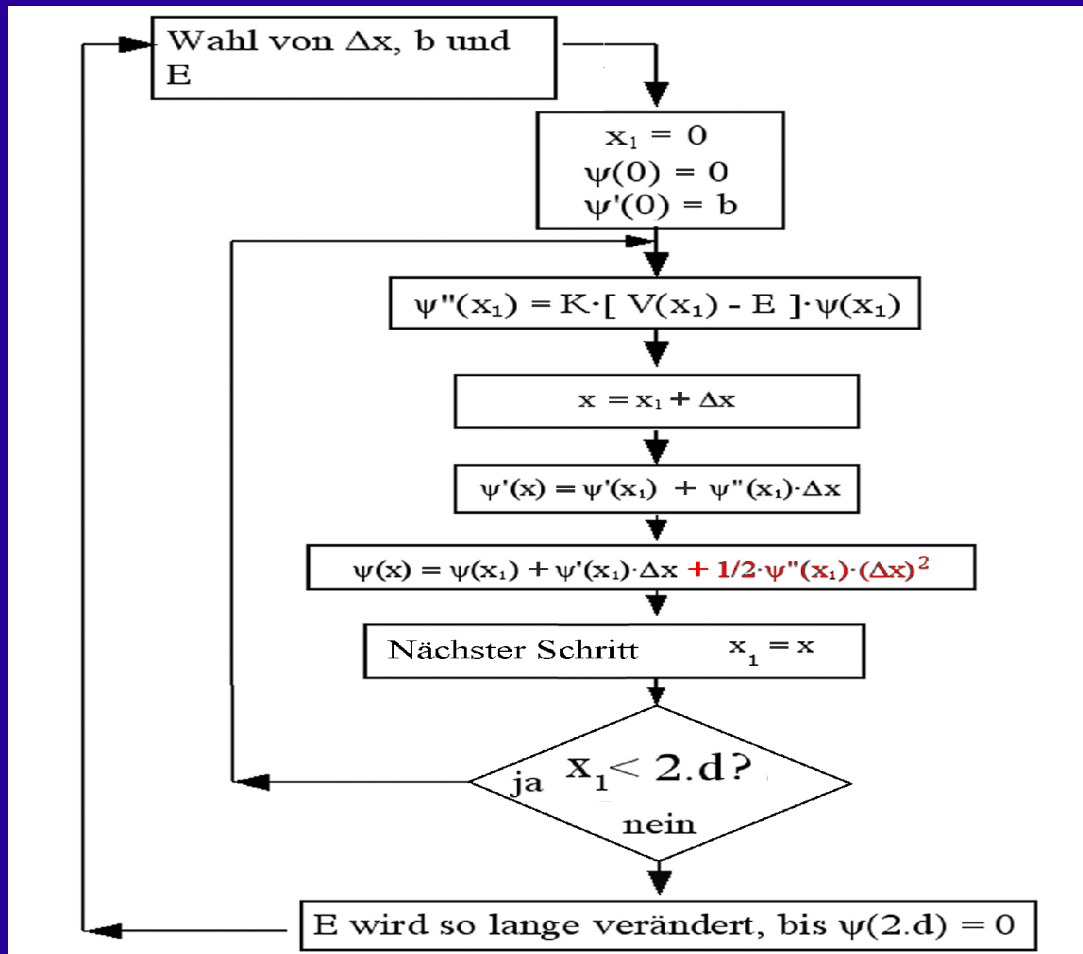 Wahl von Δx, b und
E
x₁ = 0
ψ(0) = 0
ψ'(0) = b
ψ"(x₁) = K·[ V(x₁) - E ]·ψ(x₁)
x = x₁ + Δx
ψ'(x) = ψ'(x₁) + ψ"(x₁)·Δx
ψ(x) = ψ(x₁) + ψ'(x₁)·Δx + 1/2·ψ"(x₁)·(Δx)²
Nächster Schritt x₁ = x
ja x₁< 2.d?
nein
E wird so lange verändert, bis ψ(2.d) = 0